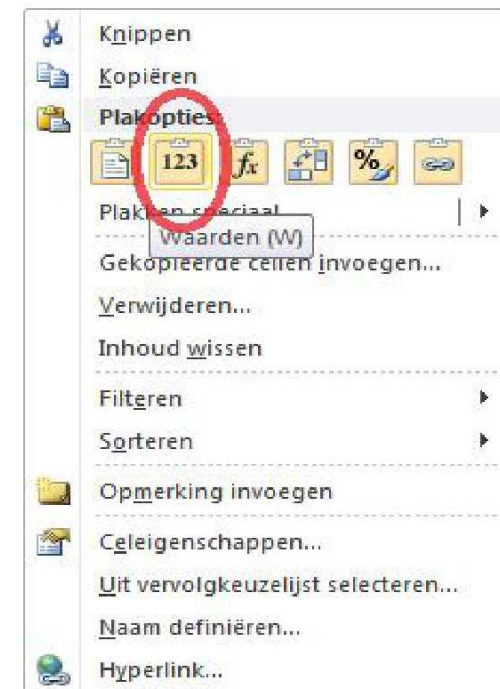 Knippen
Kopiëren
Plakopties:
123 fx %
Plakken speciaal
Waarden (W)
Gekopieerde cellen invoegen...
Verwijderen...
Inhoud wissen
Filteren
Sorteren
Opmerking invoegen
Celeigenschappen...
Uit vervolgkeuzelijst selecteren...
Naam definiëren...
Hyperlink...